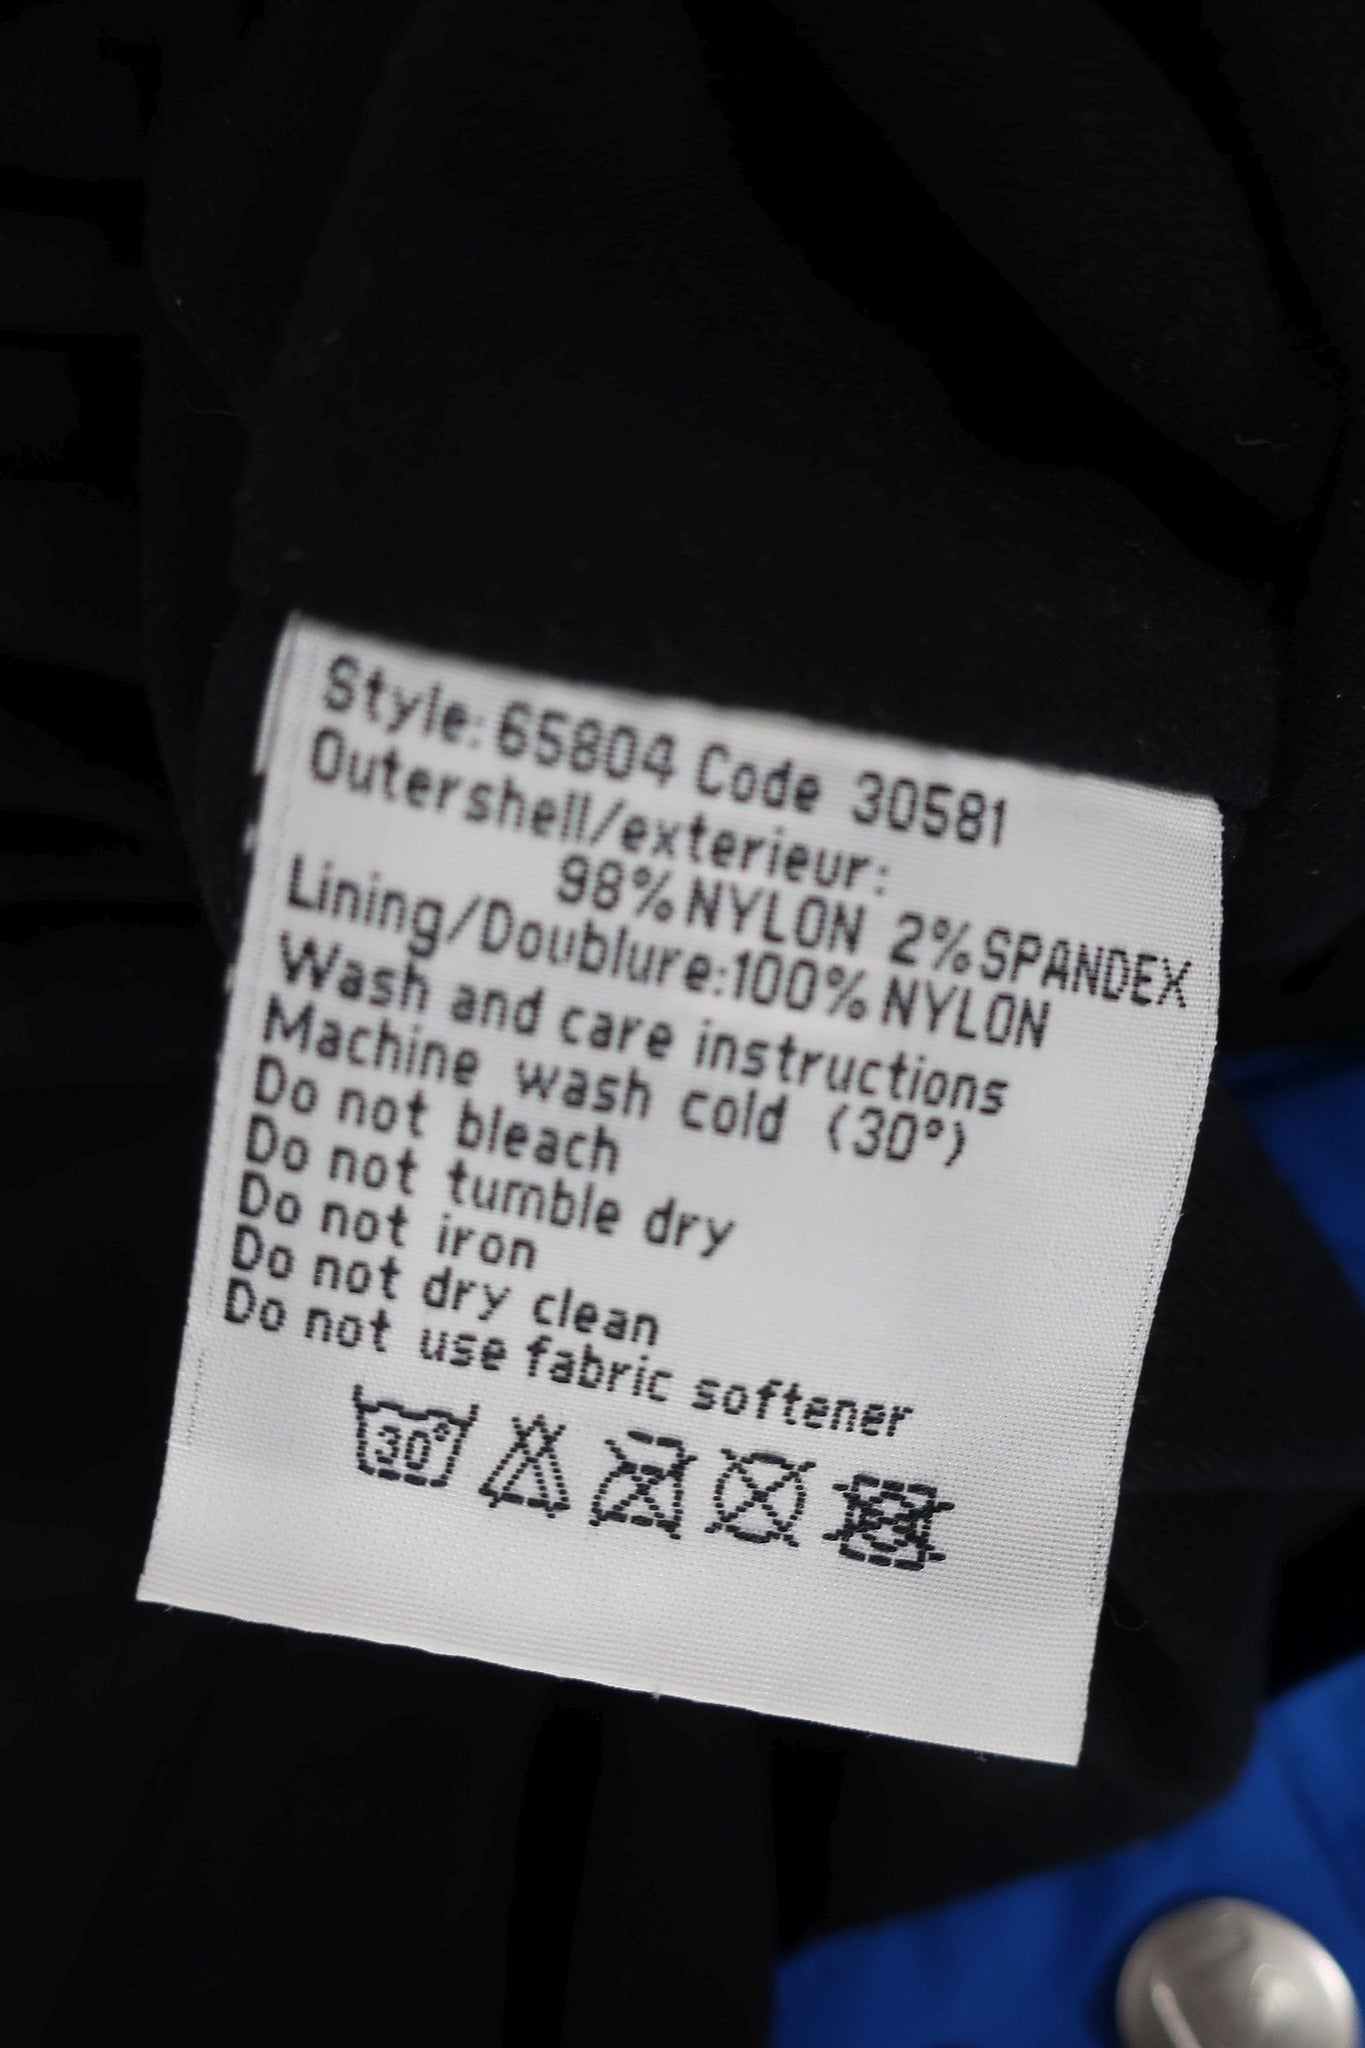 Style: 65804 Code 30581
Outershell/exterieur:
98% NYLON 2% SPANDEX
Lining/Doublure: 100% NYLON
Wash and care instructions
Machine wash cold (30°)
Do not bleach
Do not tumble dry
Do not iron
Do not dry clean
Do not use fabric softener
30°